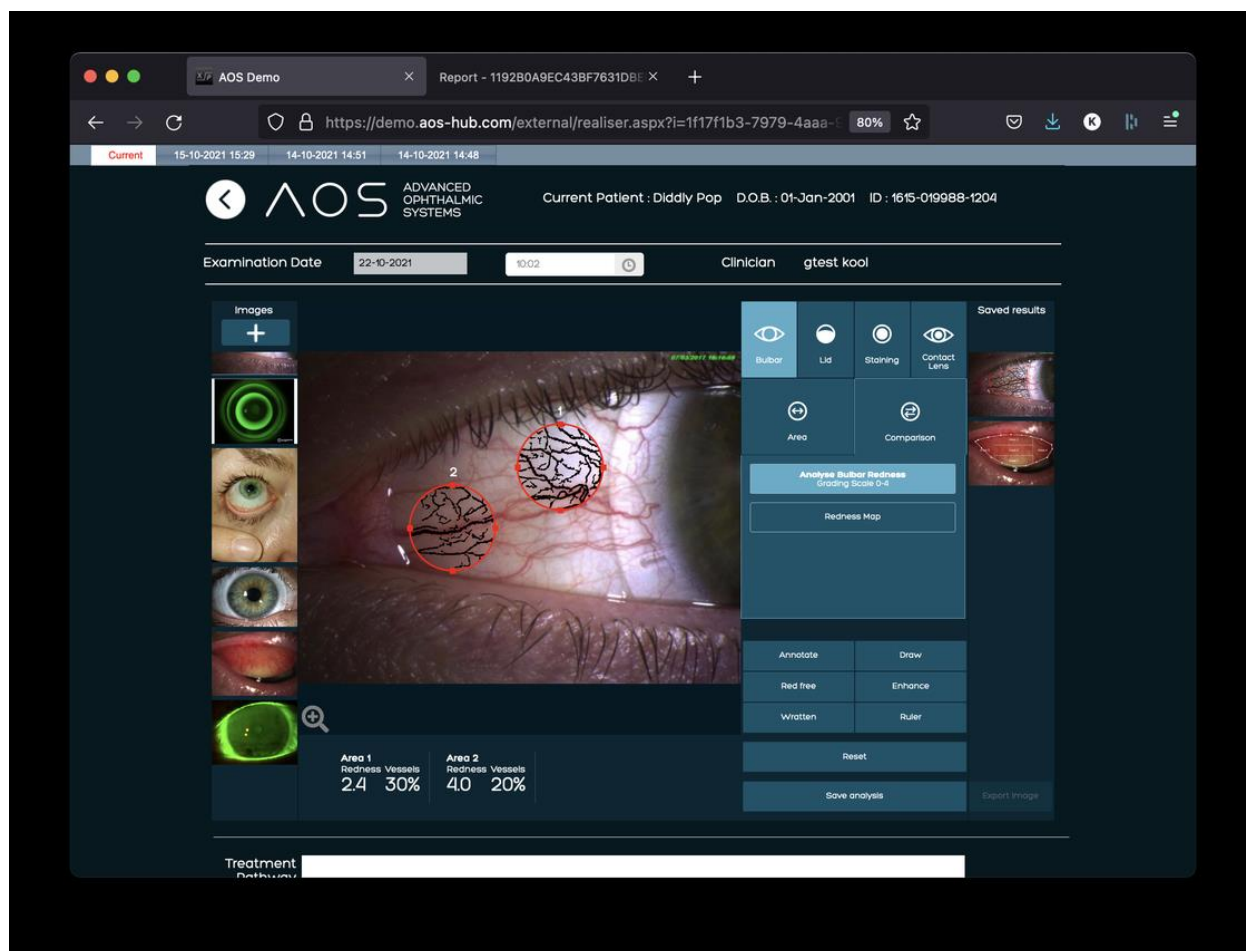 AOS Demo
Report - 1192B0A9EC43BF7631DBE
https://demo.aos-hub.com/external/realiser.aspx?i=1f17f1b3-7979-4aaa-
80%
K
Current 15-10-2021 15:29 14-10-2021 14:51 14-10-2021 14:48
AOS
ADVANCED
OPHTHALMIC
SYSTEMS
Current Patient : Diddly Pop D.O.B. : 01-Jan-2001 ID : 1615-019988-1204
Examination Date 22-10-2021 10:02 Clinician gtest kool
Images
Bulbar Lid Staining Contact
Lens
Saved results
Area Comparison
1
2
Analyse Bulbar Redness
Grading Scale 0-4
Redness Map
Annotate Draw
Red free Enhance
Wratten Ruler
Reset
Save analysis
Export Image
Area 1
Redness Vessels
2.4 30%
Area 2
Redness Vessels
4.0 20%
Treatment
Pathway